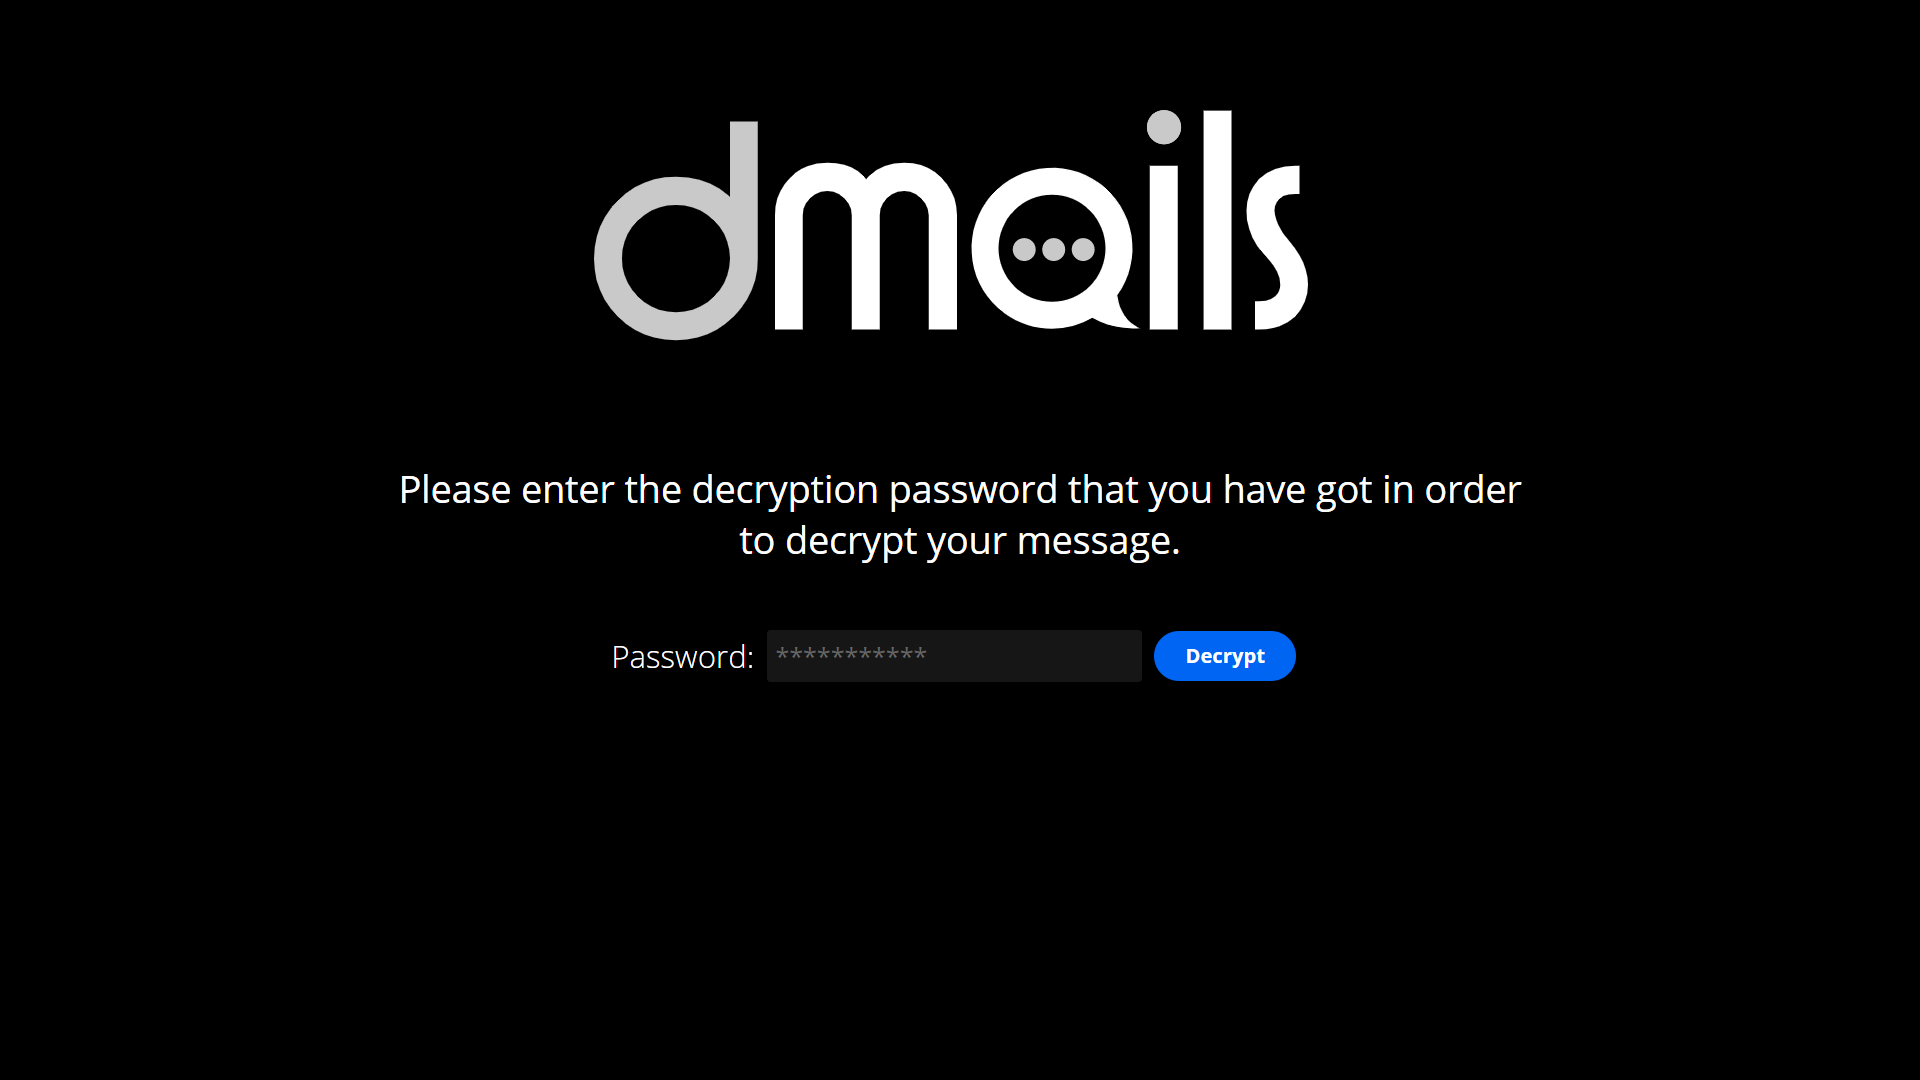 dmails
Please enter the decryption password that you have got in order
to decrypt your message.
Password: *********** Decrypt